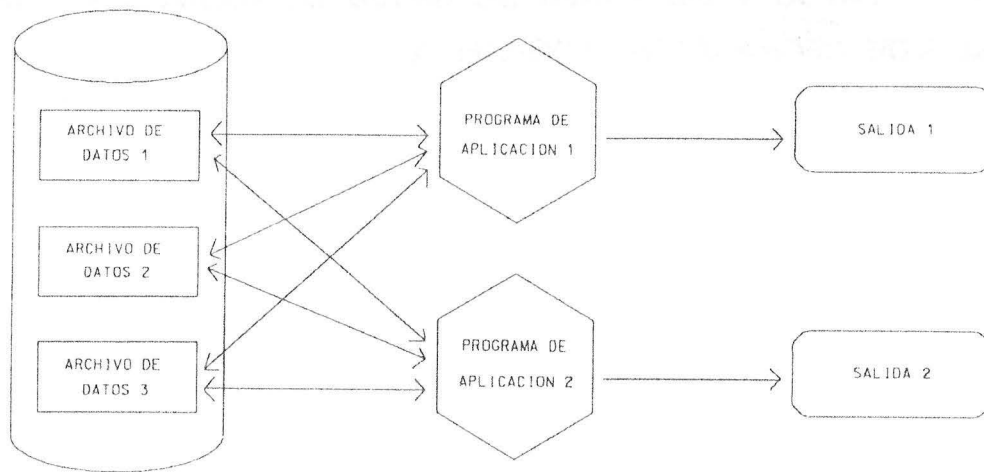 ARCHIVO DE
DATOS 1
ARCHIVO DE
DATOS 2
ARCHIVO DE
DATOS 3
PROGRAMA DE
APLICACION 1
PROGRAMA DE
APLICACION 2
SALIDA 1
SALIDA 2